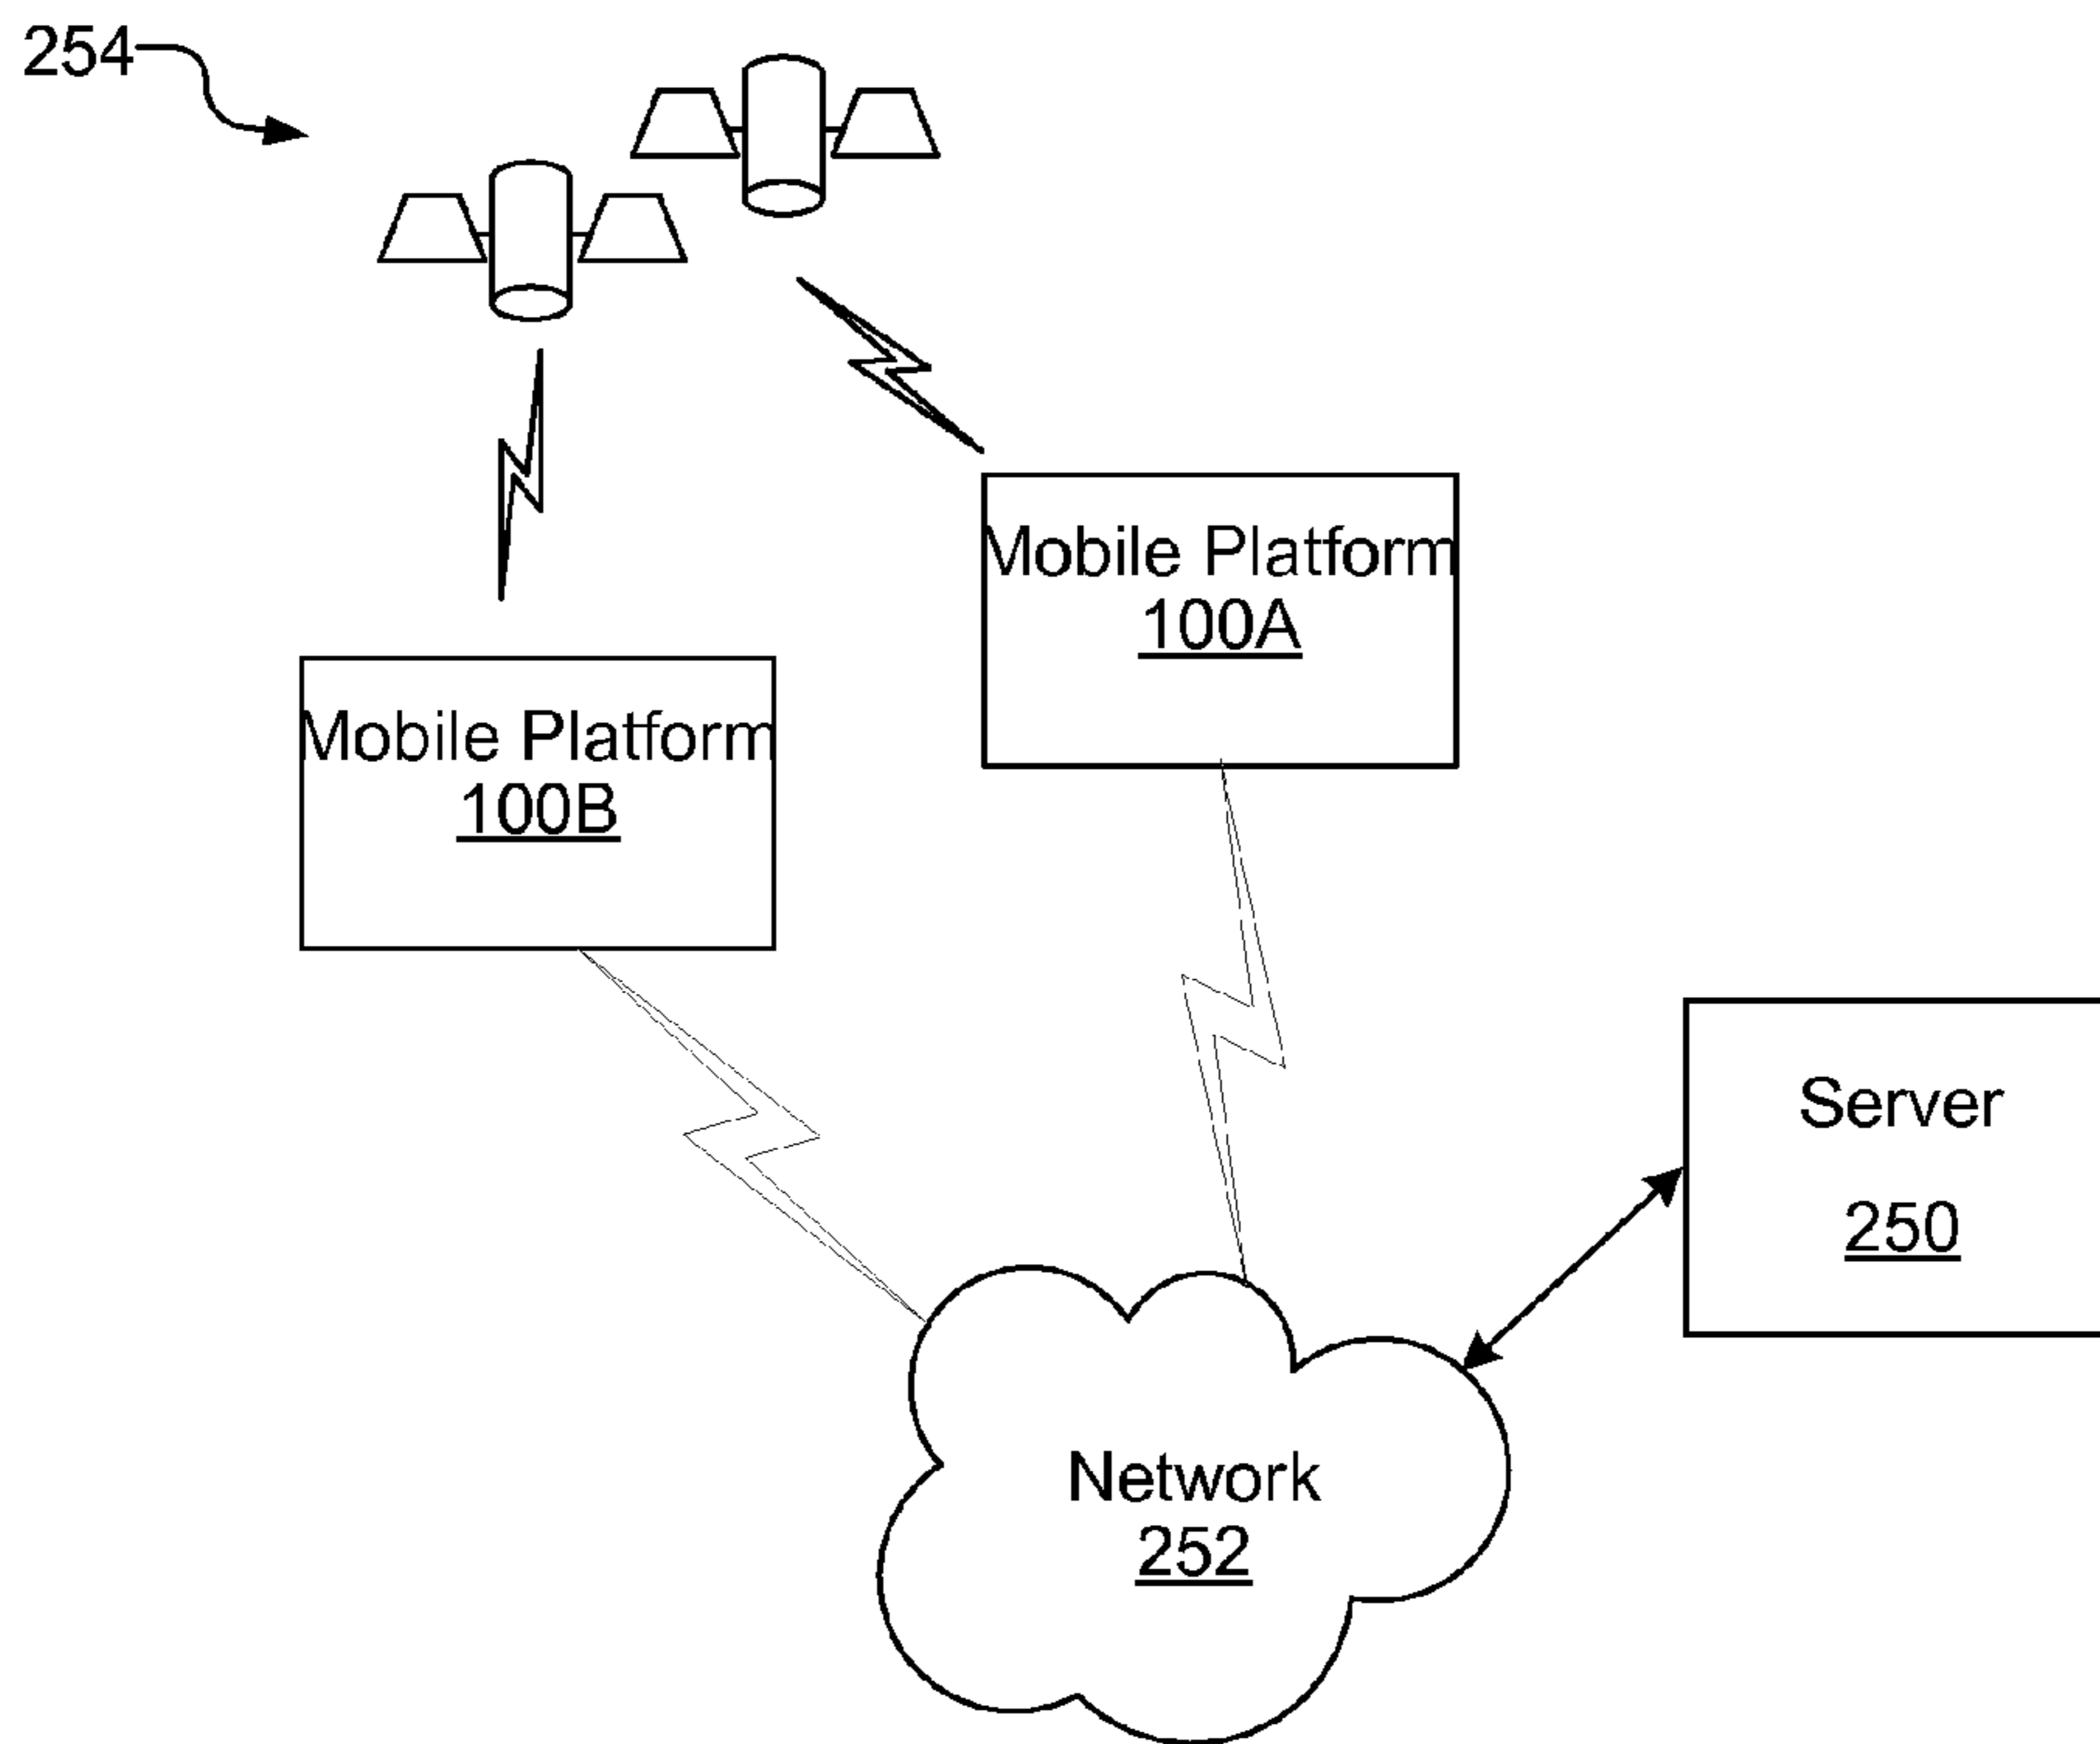 254
Mobile Platform
100A
Mobile Platform
100B
Server
250
Network
252